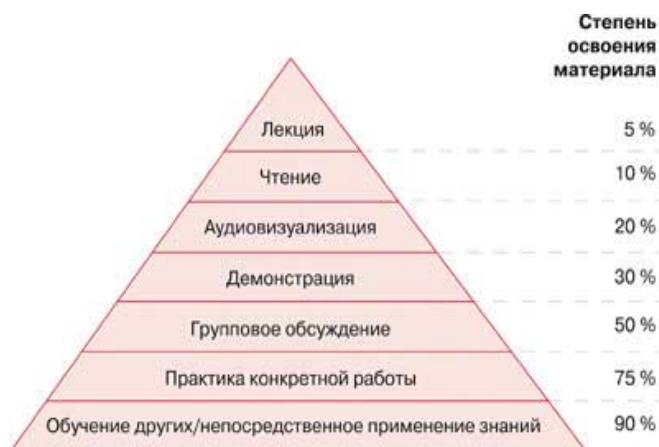 Степень
освоения
материала
Лекция 5 %
Чтение 10 %
Аудиовизуализация 20 %
Демонстрация 30 %
Групповое обсуждение 50 %
Практика конкретной работы 75 %
Обучение других/непосредственное применение знаний 90 %